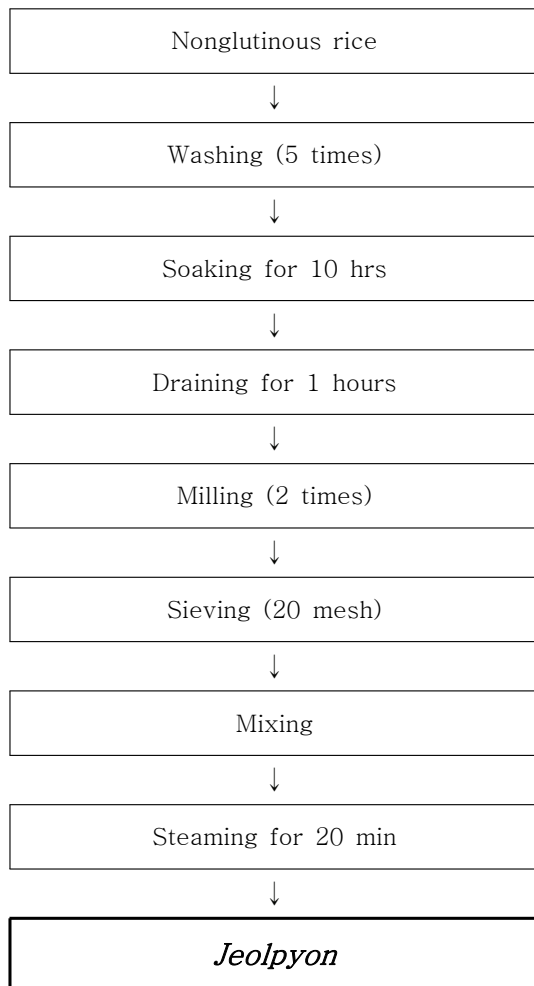 Nonglutinous rice
↓
Washing (5 times)
↓
Soaking for 10 hrs
↓
Draining for 1 hours
↓
Milling (2 times)
↓
Sieving (20 mesh)
↓
Mixing
↓
Steaming for 20 min
↓
Jeolpyon